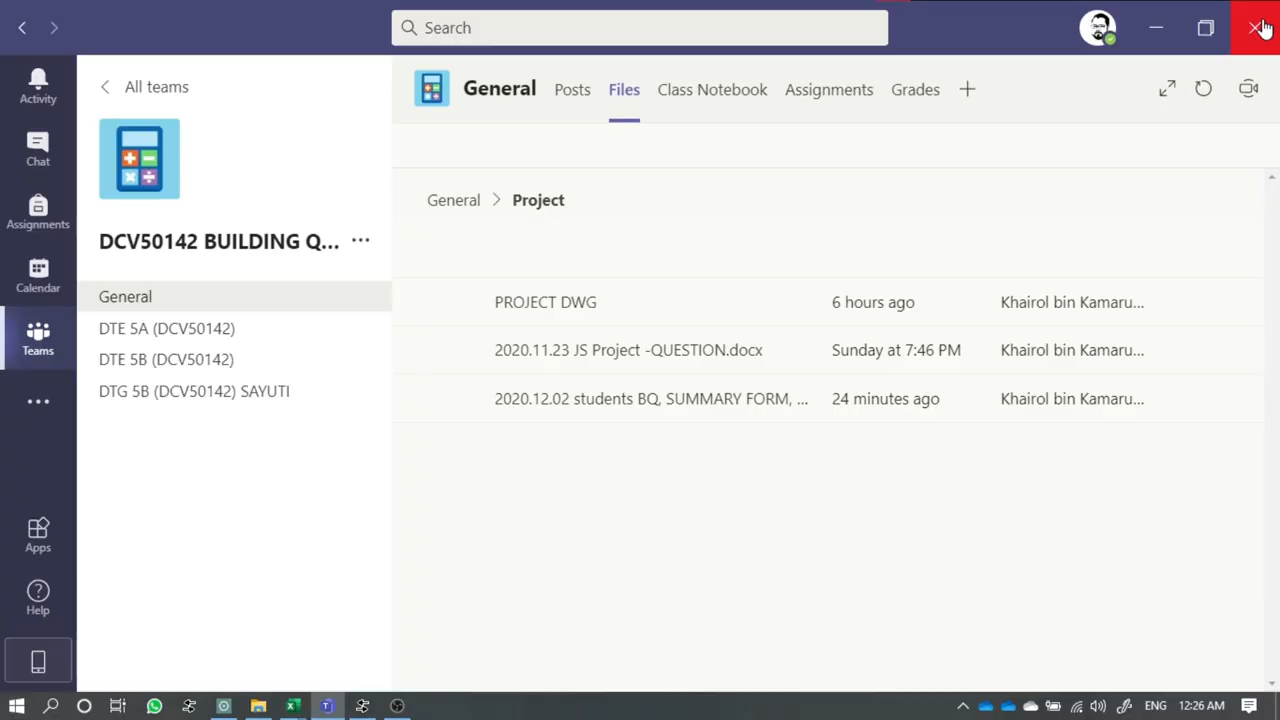 Search
Activity
Chat
Assignments
Calendar
Teams
Apps
Help
All teams
DCV50142 BUILDING Q...
General
DTE 5A (DCV50142)
DTE 5B (DCV50142)
DTG 5B (DCV50142) SAYUTI
General Posts Files Class Notebook Assignments Grades
General > Project
PROJECT DWG 6 hours ago Khairol bin Kamaru...
2020.11.23 JS Project -QUESTION.docx Sunday at 7:46 PM Khairol bin Kamaru...
2020.12.02 students BQ, SUMMARY FORM, ... 24 minutes ago Khairol bin Kamaru...
ENG 12:26 AM